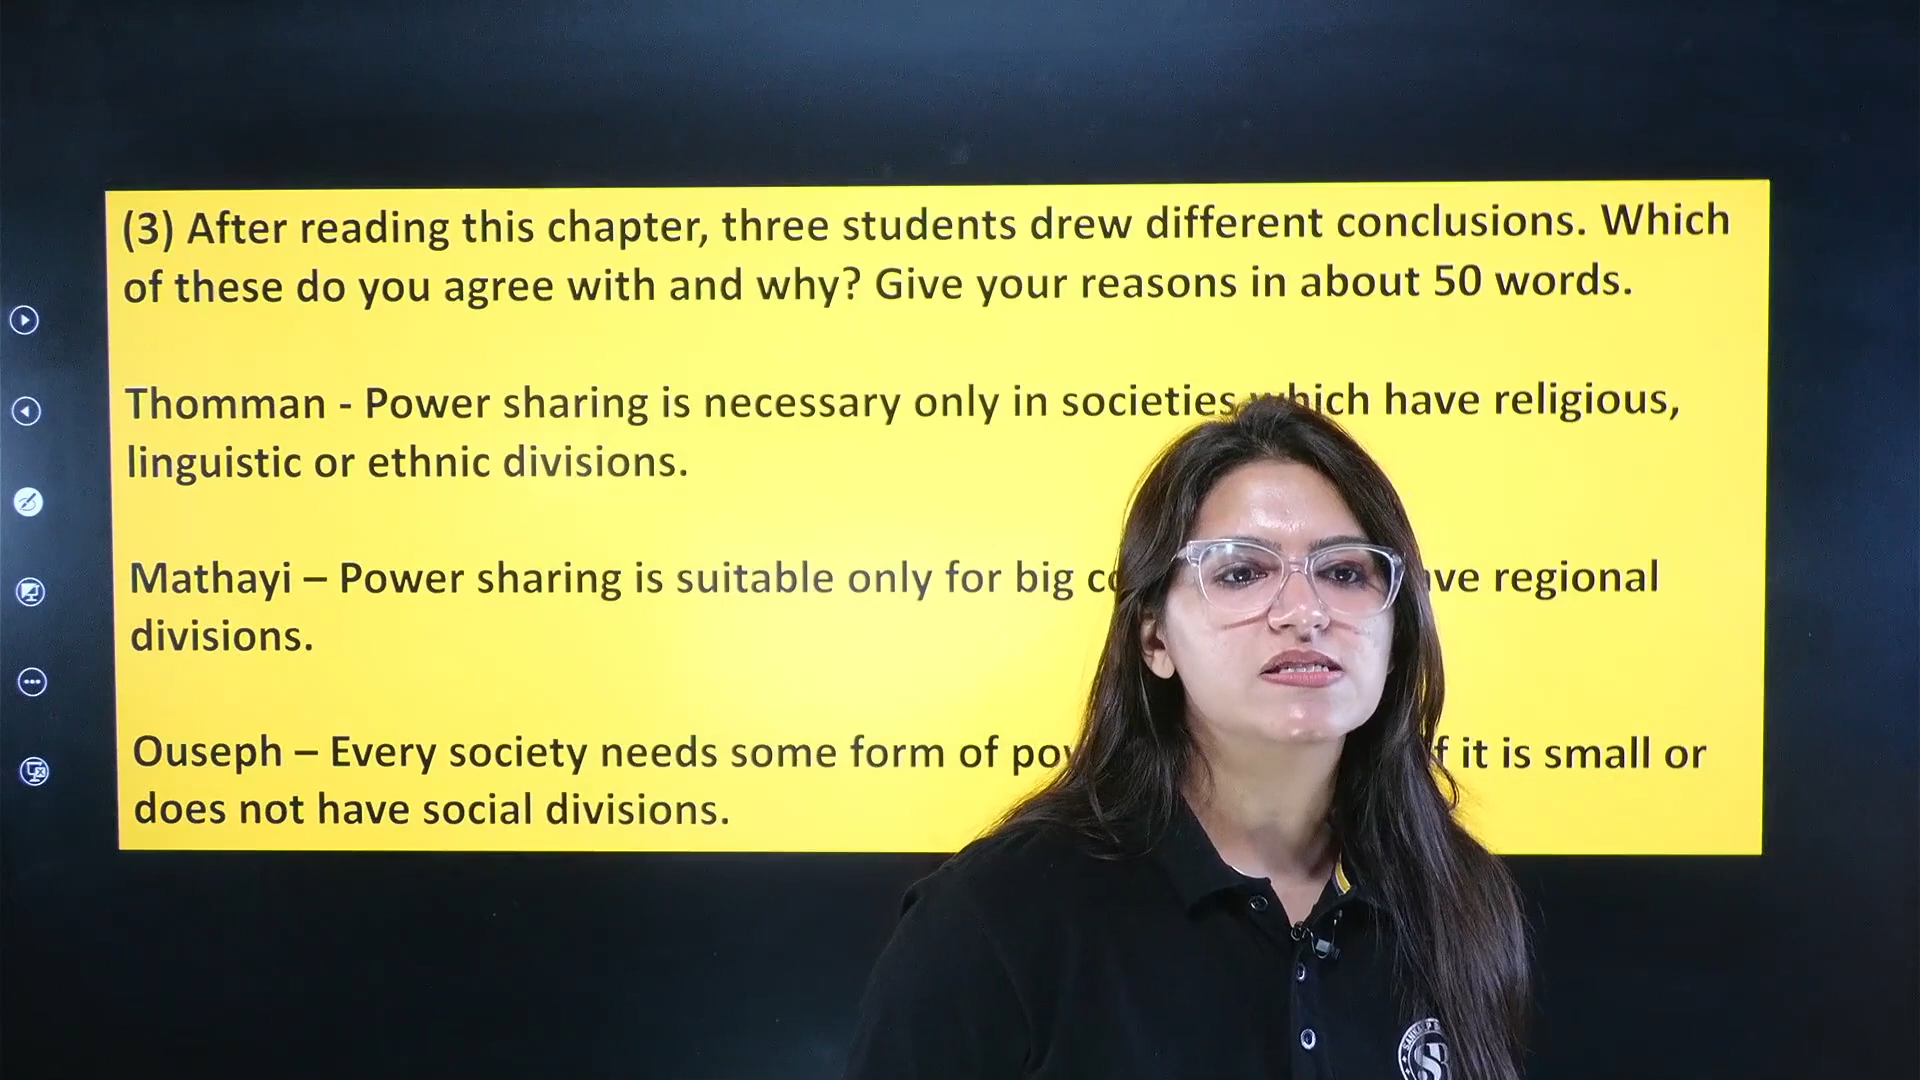 (3) After reading this chapter, three students drew different conclusions. Which
of these do you agree with and why? Give your reasons in about 50 words.
Thomman - Power sharing is necessary only in societies which have religious,
linguistic or ethnic divisions.
Mathayi – Power sharing is suitable only for big regional
divisions.
Ouseph – Every society needs some form of it is small or
does not have social divisions.